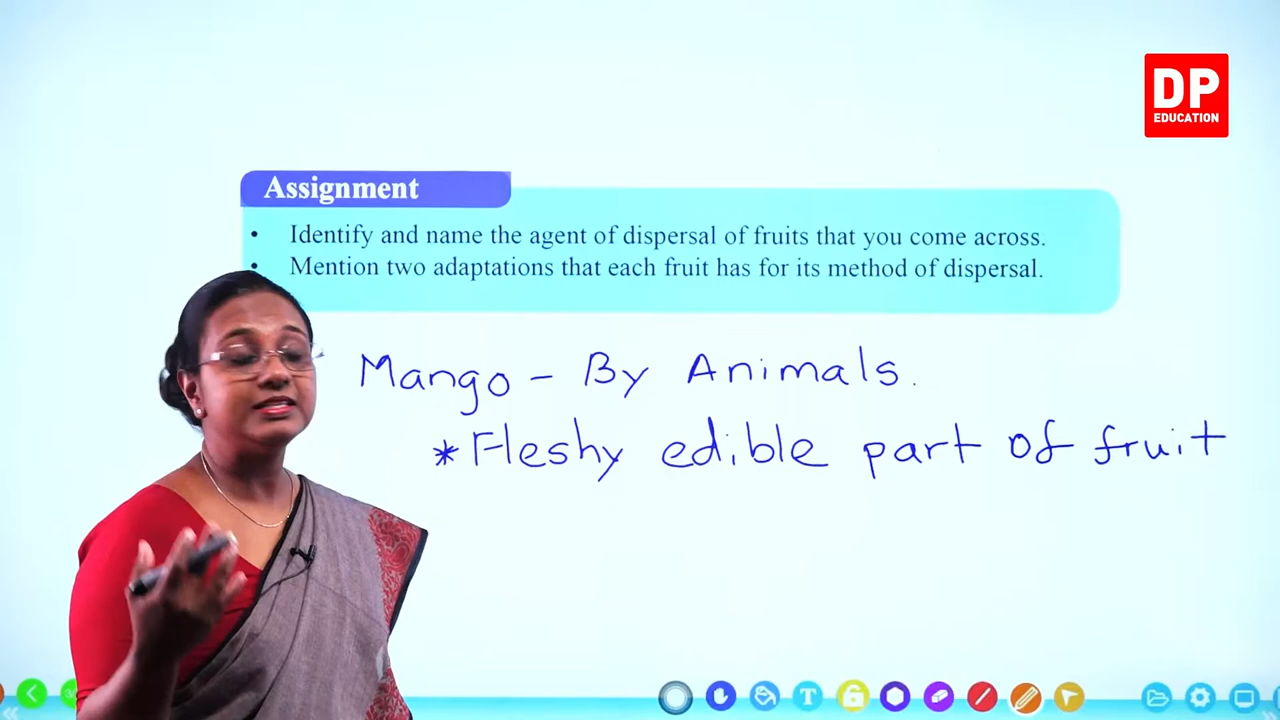 DP
EDUCATION
Assignment
• Identify and name the agent of dispersal of fruits that you come across.
• Mention two adaptations that each fruit has for its method of dispersal.
Mango - By Animals.
* Fleshy edible part of fruit
T